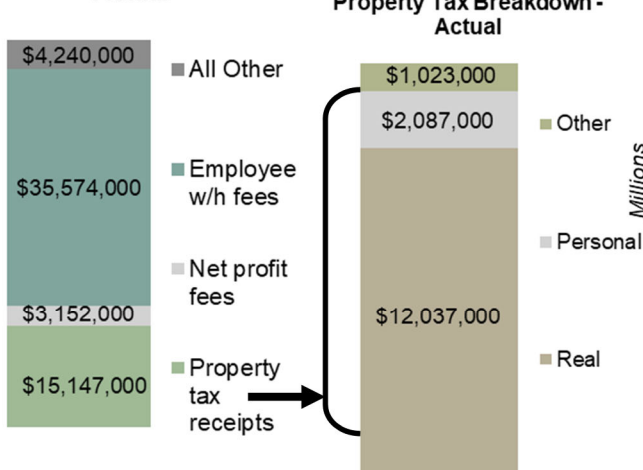 $4,240,000
$35,574,000
$3,152,000
$15,147,000
All Other
Employee
w/h fees
Net profit
fees
Property
tax
receipts
Property Tax Breakdown -
Actual
$1,023,000
$2,087,000
$12,037,000
Other
Personal
Real
Millions